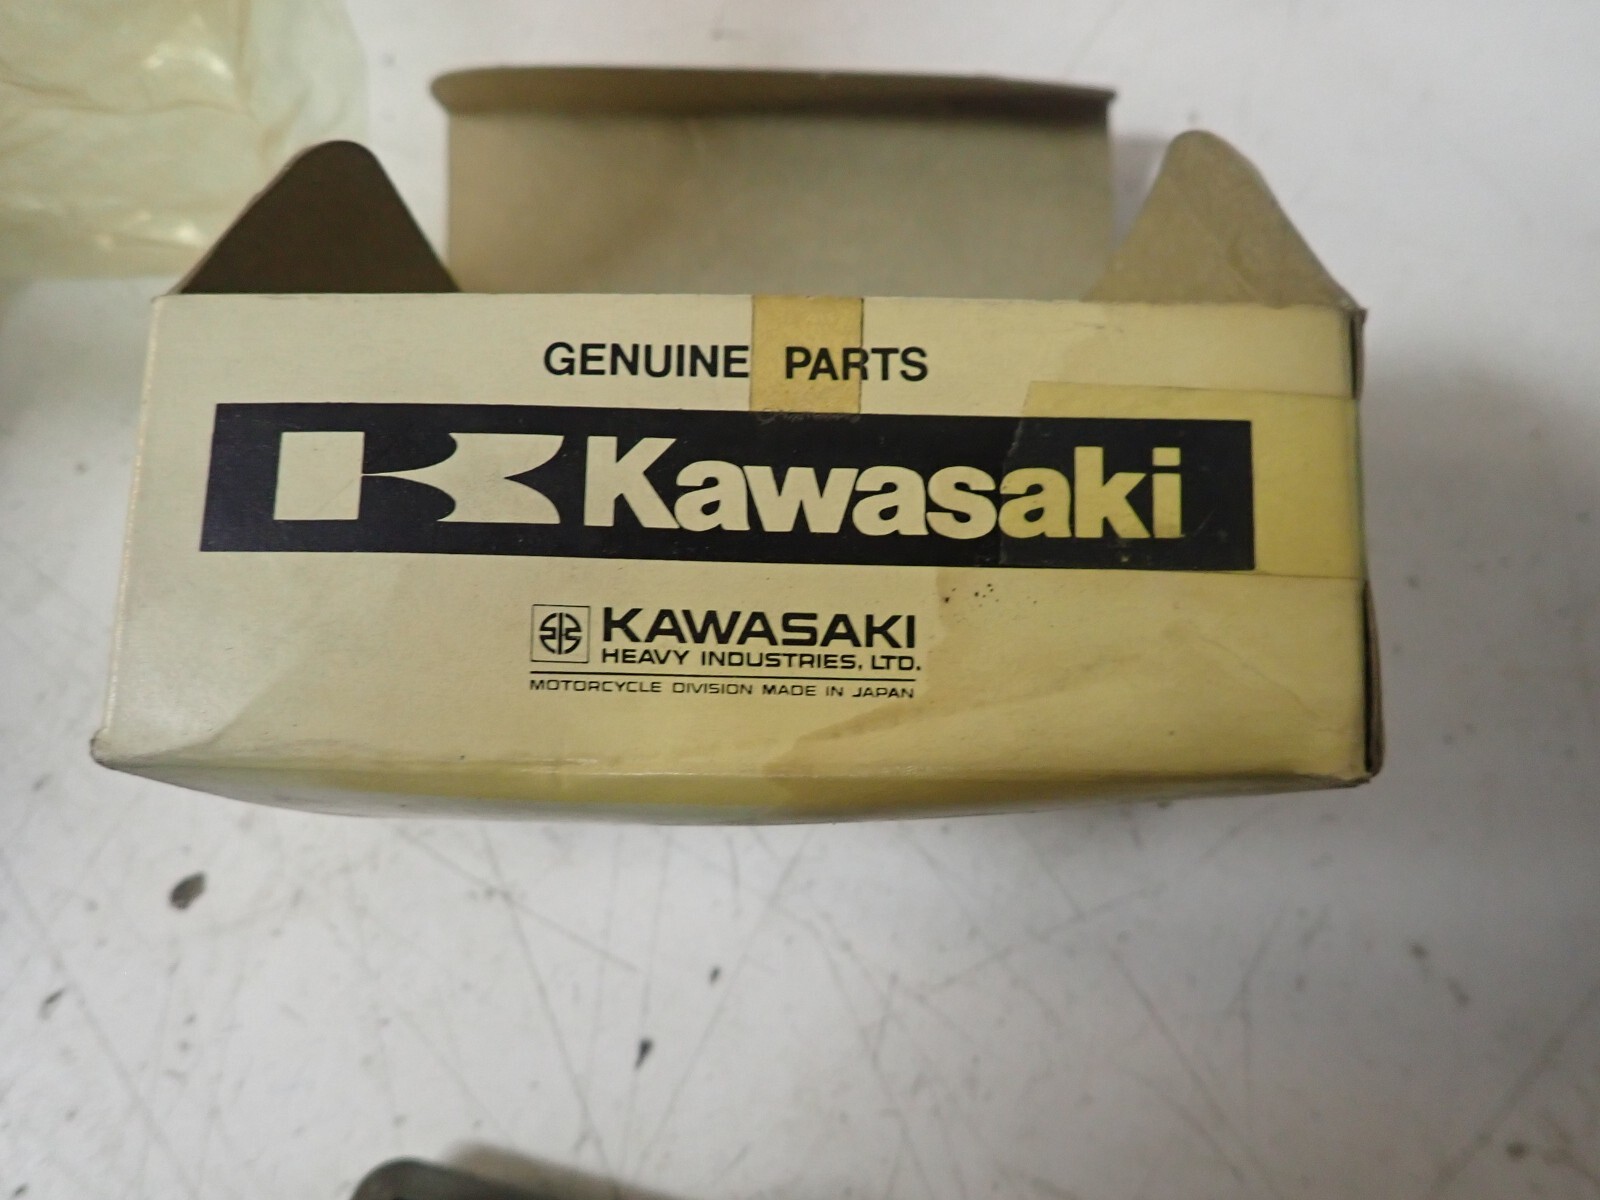 GENUINE PARTS
Kawasaki
KAWASAKI
HEAVY INDUSTRIES, LTD.
MOTORCYCLE DIVISION MADE IN JAPAN